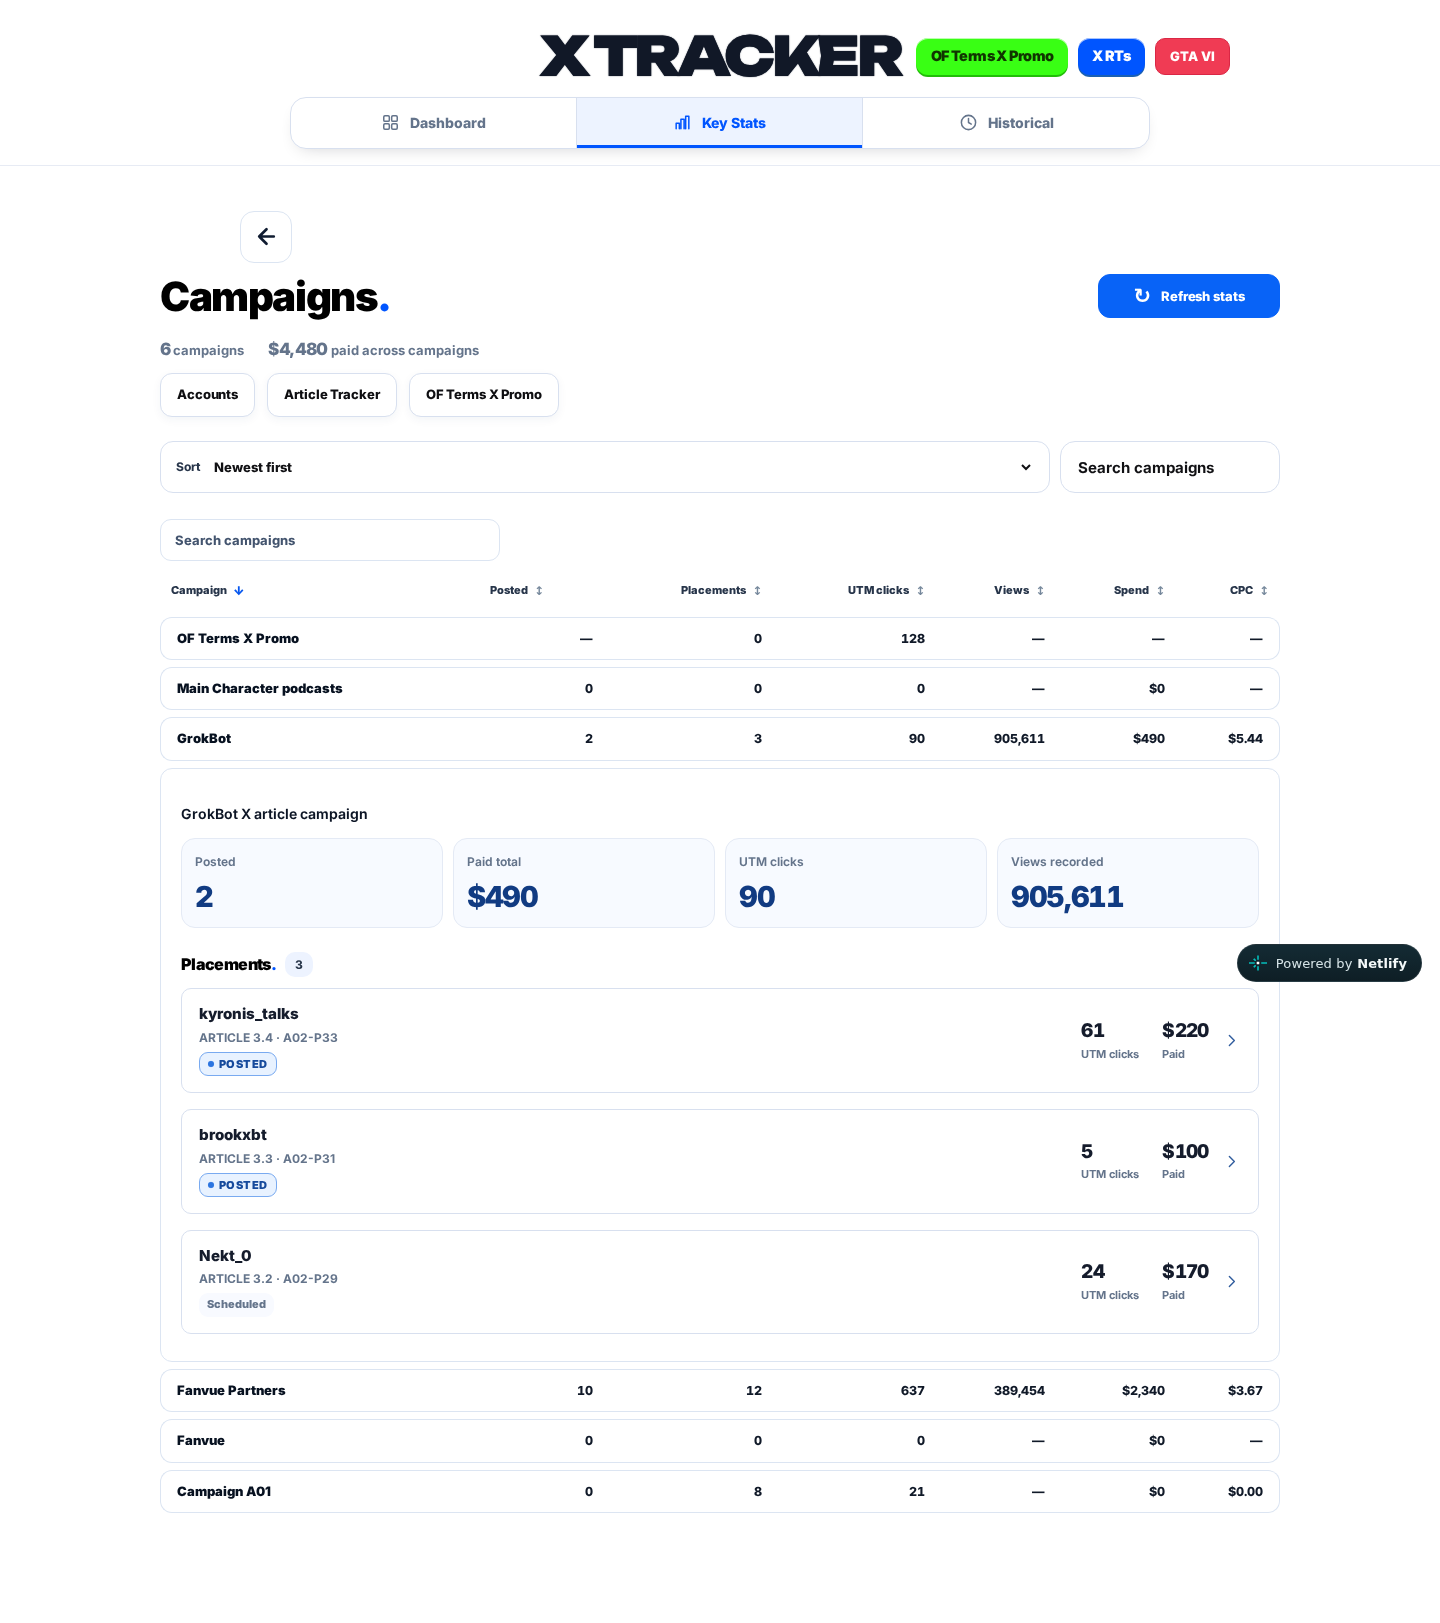 XTRACKER
OF Terms X Promo
X RTs
GTA VI
Dashboard
Key Stats
Historical
Campaigns.
↻ Refresh stats
6 campaigns $4,480 paid across campaigns
Accounts
Article Tracker
OF Terms X Promo
Sort Newest first
Search campaigns
Search campaigns
Campaign ↓ Posted ↕ Placements ↕ UTM clicks ↕ Views ↕ Spend ↕ CPC ↕
OF Terms X Promo — 0 128 — — —
Main Character podcasts 0 0 0 — $0 —
GrokBot 2 3 90 905,611 $490 $5.44
GrokBot X article campaign
Posted
2
Paid total
$490
UTM clicks
90
Views recorded
905,611
Placements. 3
Powered by Netlify
kyronis_talks
ARTICLE 3.4 · A02-P33
POSTED
61 UTM clicks
$220 Paid
brookxbt
ARTICLE 3.3 · A02-P31
POSTED
5 UTM clicks
$100 Paid
Nekt_0
ARTICLE 3.2 · A02-P29
Scheduled
24 UTM clicks
$170 Paid
Fanvue Partners 10 12 637 389,454 $2,340 $3.67
Fanvue 0 0 0 — $0 —
Campaign A01 0 8 21 — $0 $0.00